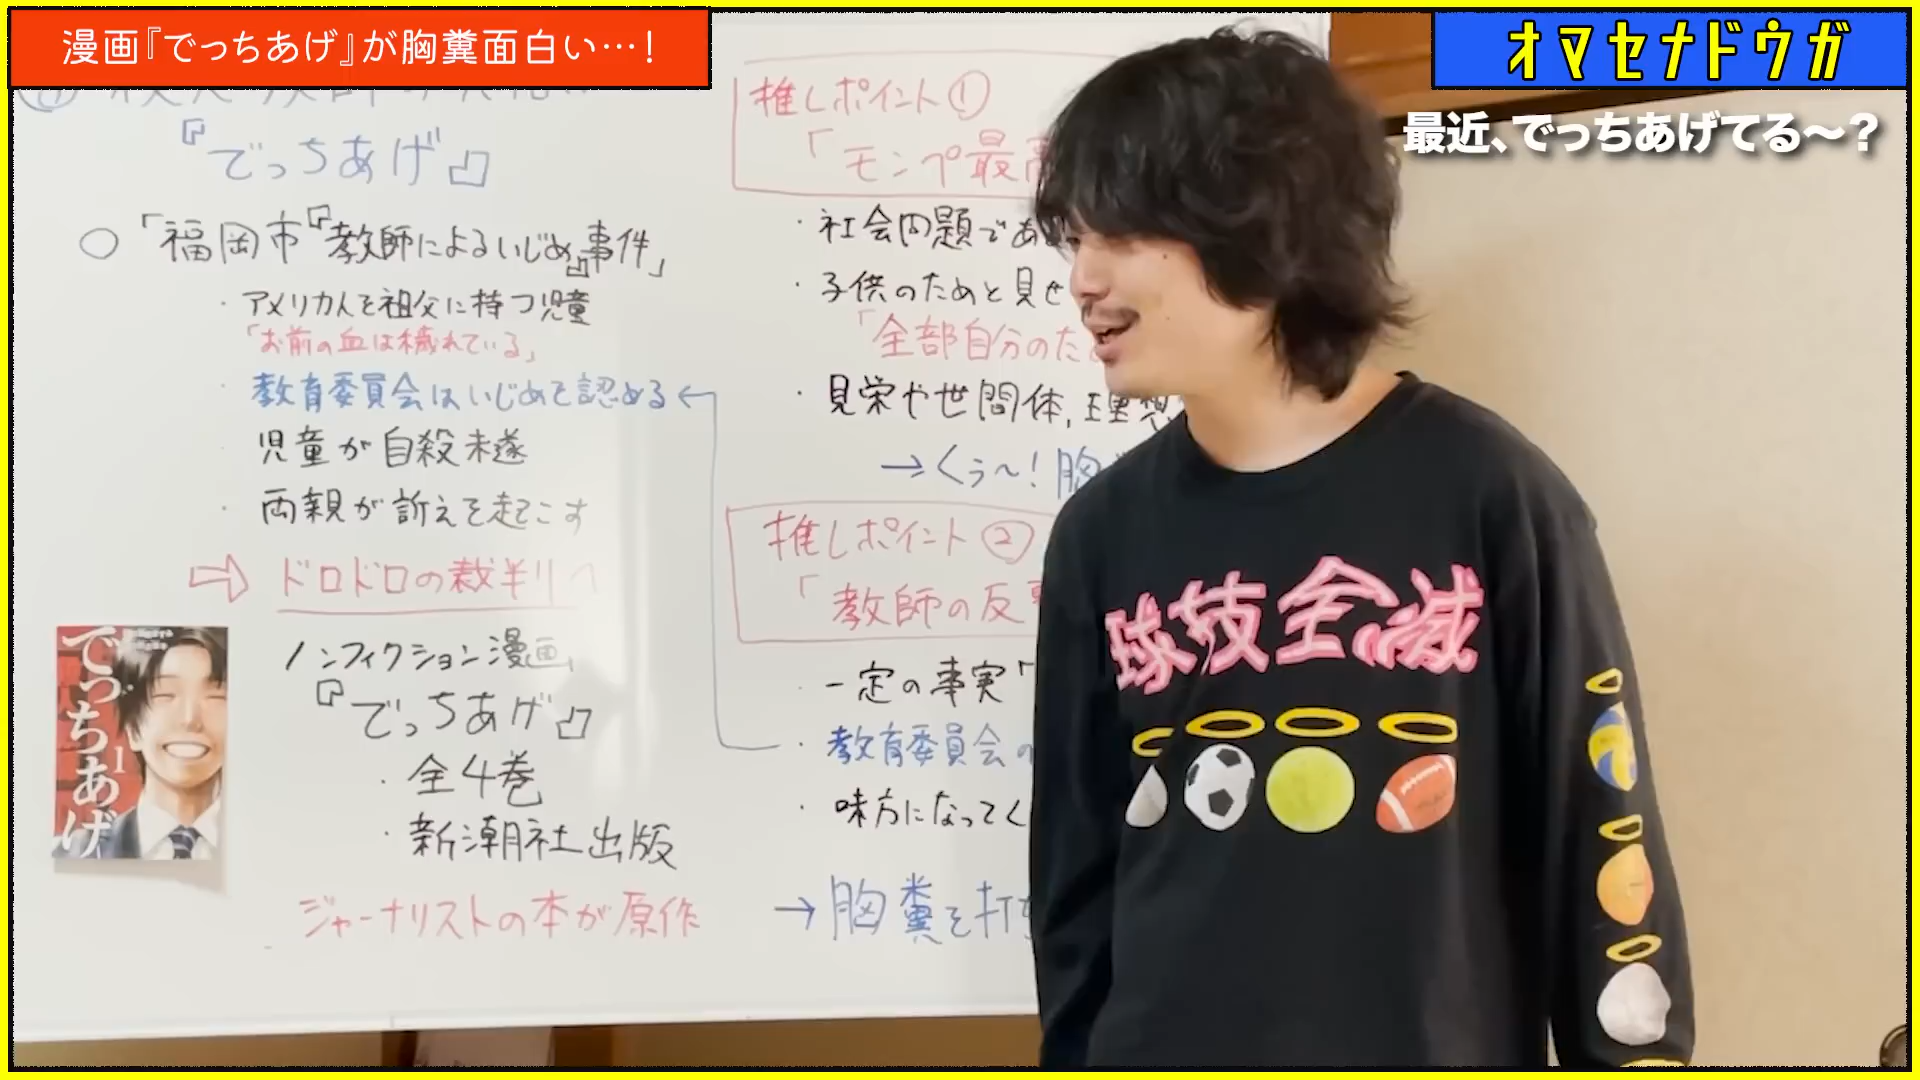 漫画『でっちあげ』が胸糞面白い…！
オマセナドウガ
最近、でっちあげてる〜？
『でっちあげ』
○「福岡市『教師によるいじめ』事件」
・アメリカ人を祖父に持つ児童
「お前の血は穢れている」
・教育委員会はいじめを認める←
・児童が自殺未遂
・両親が訴えを起こす
⇨ ドロドロの裁判
ノンフィクション漫画
『でっちあげ』
・全4巻
・新潮社出版
ジャーナリストの本が原作
でっちあげ 1
推しポイント①
「モンペ最
・社会問題であ
・子供のためと見せ
「全部自分のた
・見栄や世間体,理想
→くぅ〜！胸
推しポイント②
「教師の反
・一定の事実「
・教育委員会の
・味方になってく
→胸糞を打
球技全滅